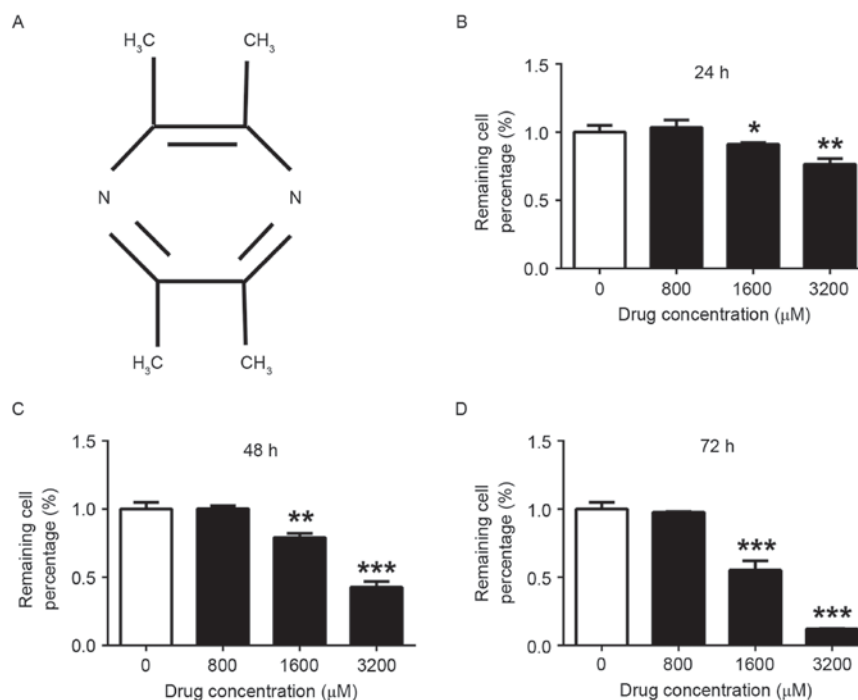 A
H3C
CH3
N
N
H3C
CH3
B
24 h
Remaining cell
percentage (%)
1.5
1.0
0.5
0.0
*
**
0 800 1600 3200
Drug concentration (µM)
C
48 h
Remaining cell
percentage (%)
1.5
1.0
0.5
0.0
**
***
0 800 1600 3200
Drug concentration (µM)
D
72 h
Remaining cell
percentage (%)
1.5
1.0
0.5
0.0
***
***
0 800 1600 3200
Drug concentration (µM)